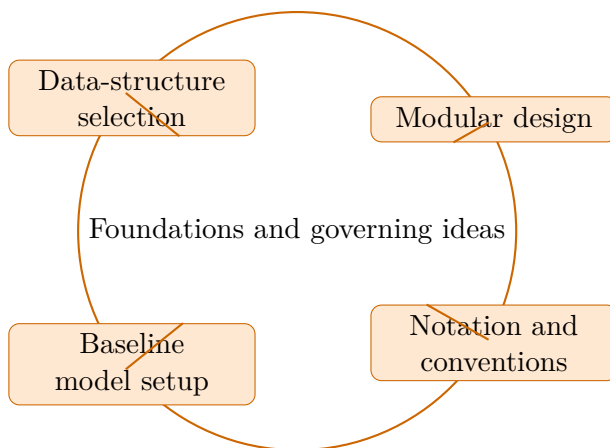 Data-structure
selection
Modular design
Foundations and governing ideas
Baseline
model setup
Notation and
conventions